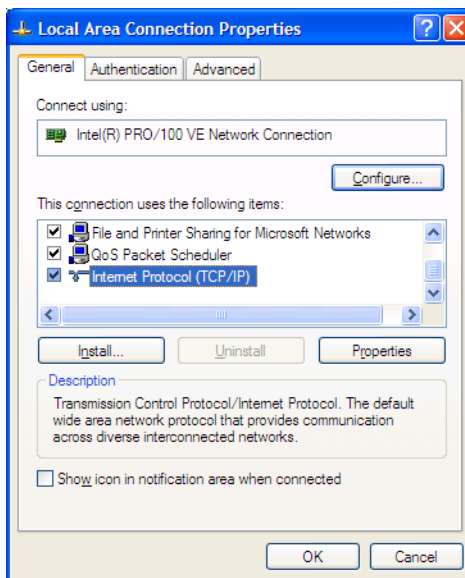 Local Area Connection Properties
General Authentication Advanced
Connect using:
Intel(R) PRO/100 VE Network Connection
Configure...
This connection uses the following items:
File and Printer Sharing for Microsoft Networks
QoS Packet Scheduler
Internet Protocol (TCP/IP)
Install... Uninstall Properties
Description
Transmission Control Protocol/Internet Protocol. The default
wide area network protocol that provides communication
across diverse interconnected networks.
Show icon in notification area when connected
OK Cancel